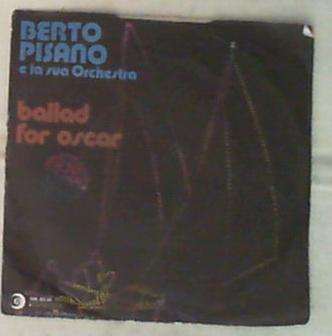 BERTO
PISANO
e la sua Orchestra
ballad
for oscar